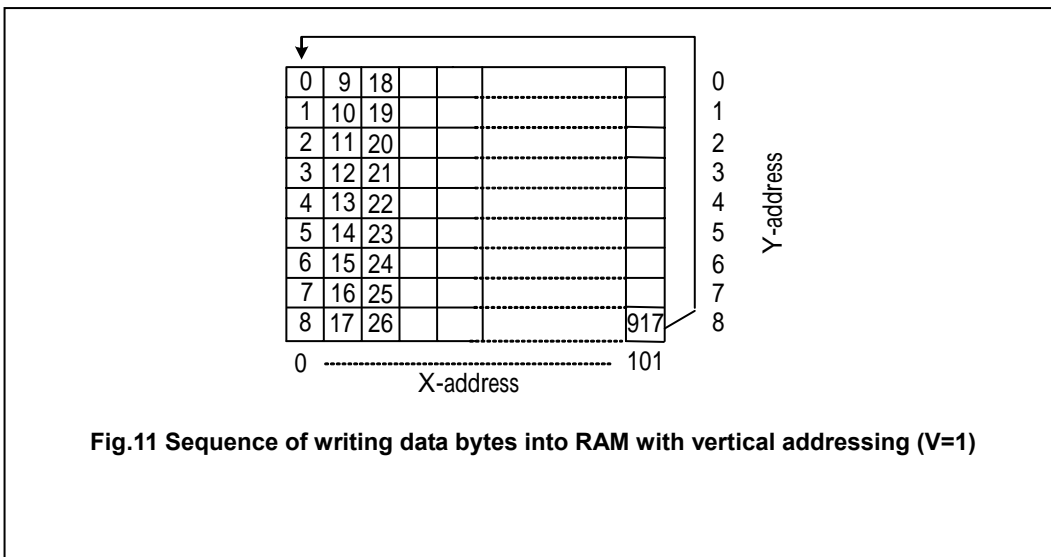 0 9 18 0
1 10 19 1
2 11 20 2
3 12 21 3
4 13 22 4
5 14 23 5
6 15 24 6
7 16 25 7
8 17 26 917 8
Y-address
0 101
X-address
Fig.11 Sequence of writing data bytes into RAM with vertical addressing (V=1)